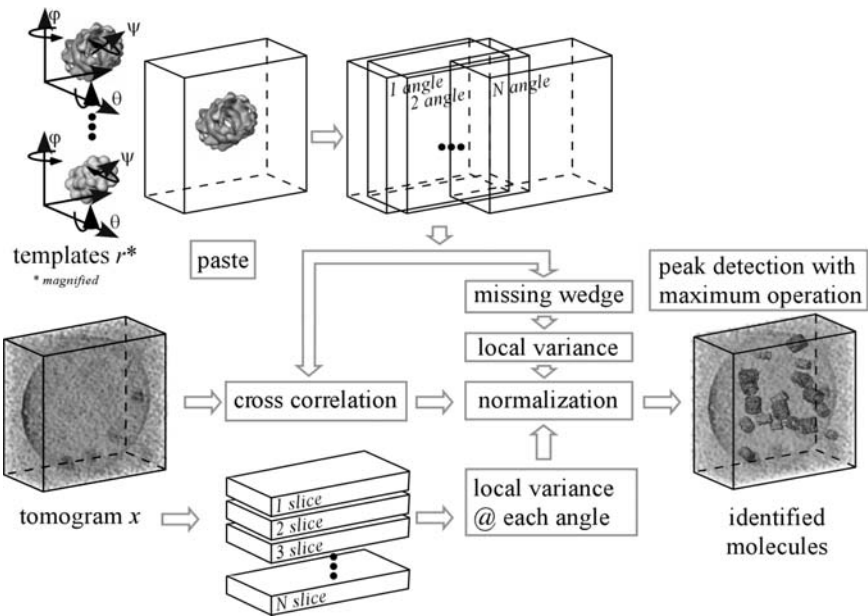 φ
ψ
θ
φ
ψ
θ
templates r*
* magnified
paste
1 angle
2 angle
N angle
missing wedge
local variance
peak detection with
maximum operation
cross correlation
normalization
tomogram x
1 slice
2 slice
3 slice
N slice
local variance
@ each angle
identified
molecules